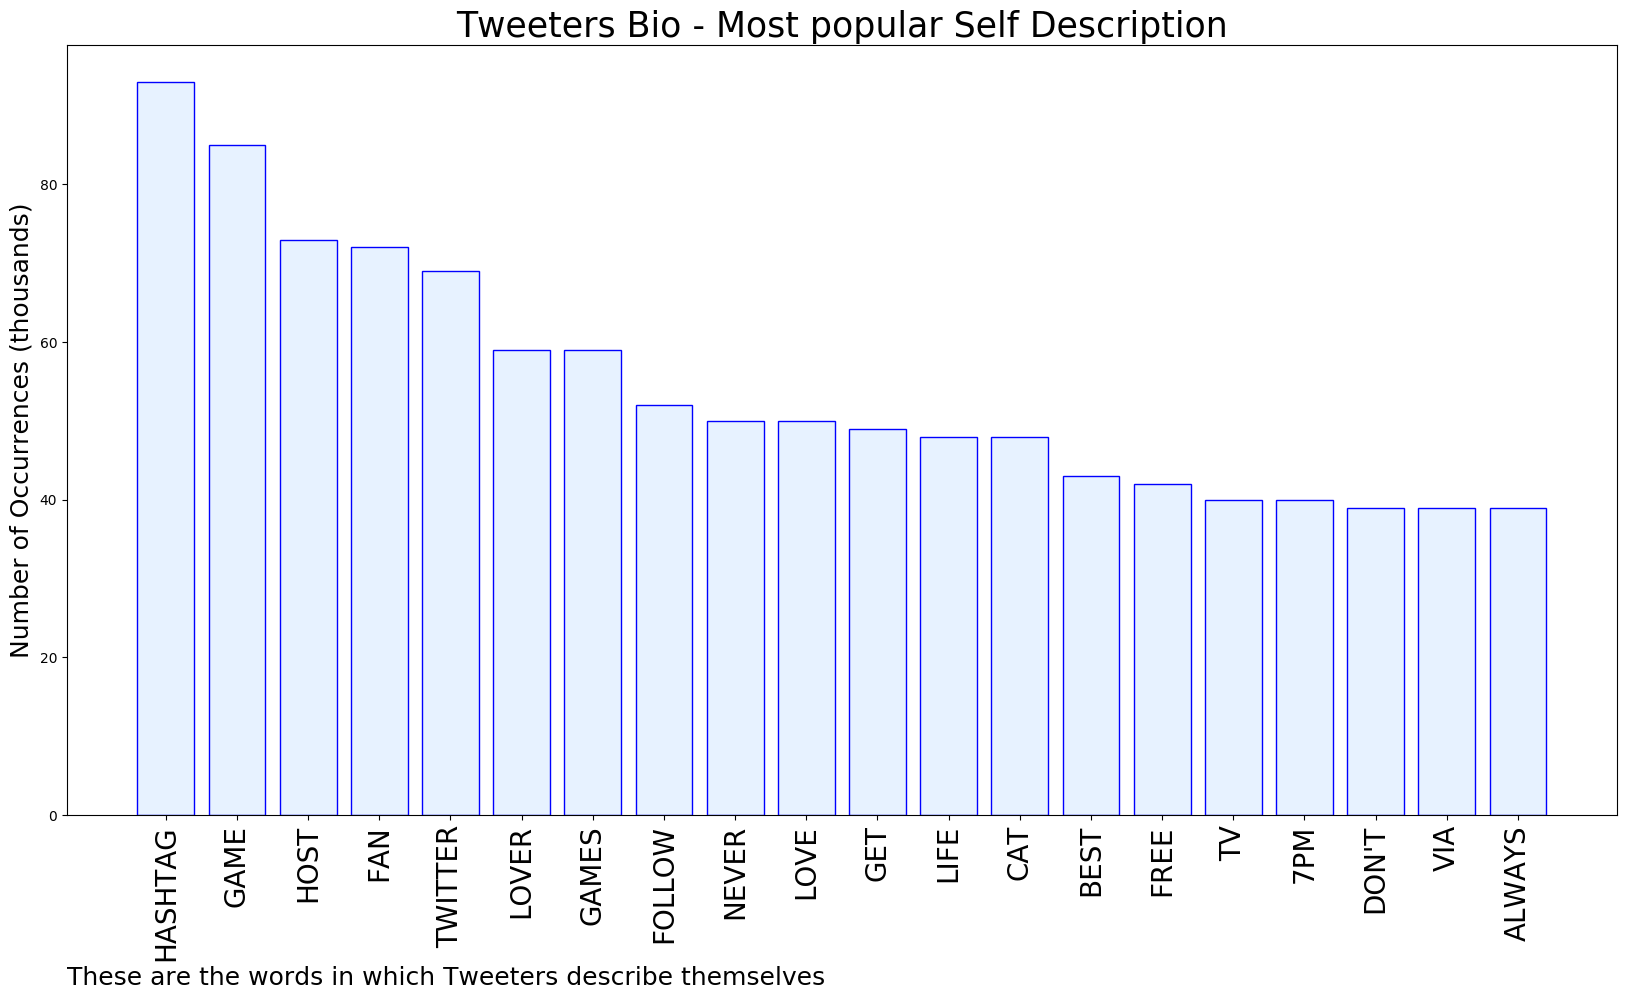 Tweeters Bio - Most popular Self Description
Number of Occurrences (thousands)
80
60
40
20
0
HASHTAG
GAME
HOST
FAN
TWITTER
LOVER
GAMES
FOLLOW
NEVER
LOVE
GET
LIFE
CAT
BEST
FREE
TV
7PM
DON'T
VIA
ALWAYS
These are the words in which Tweeters describe themselves